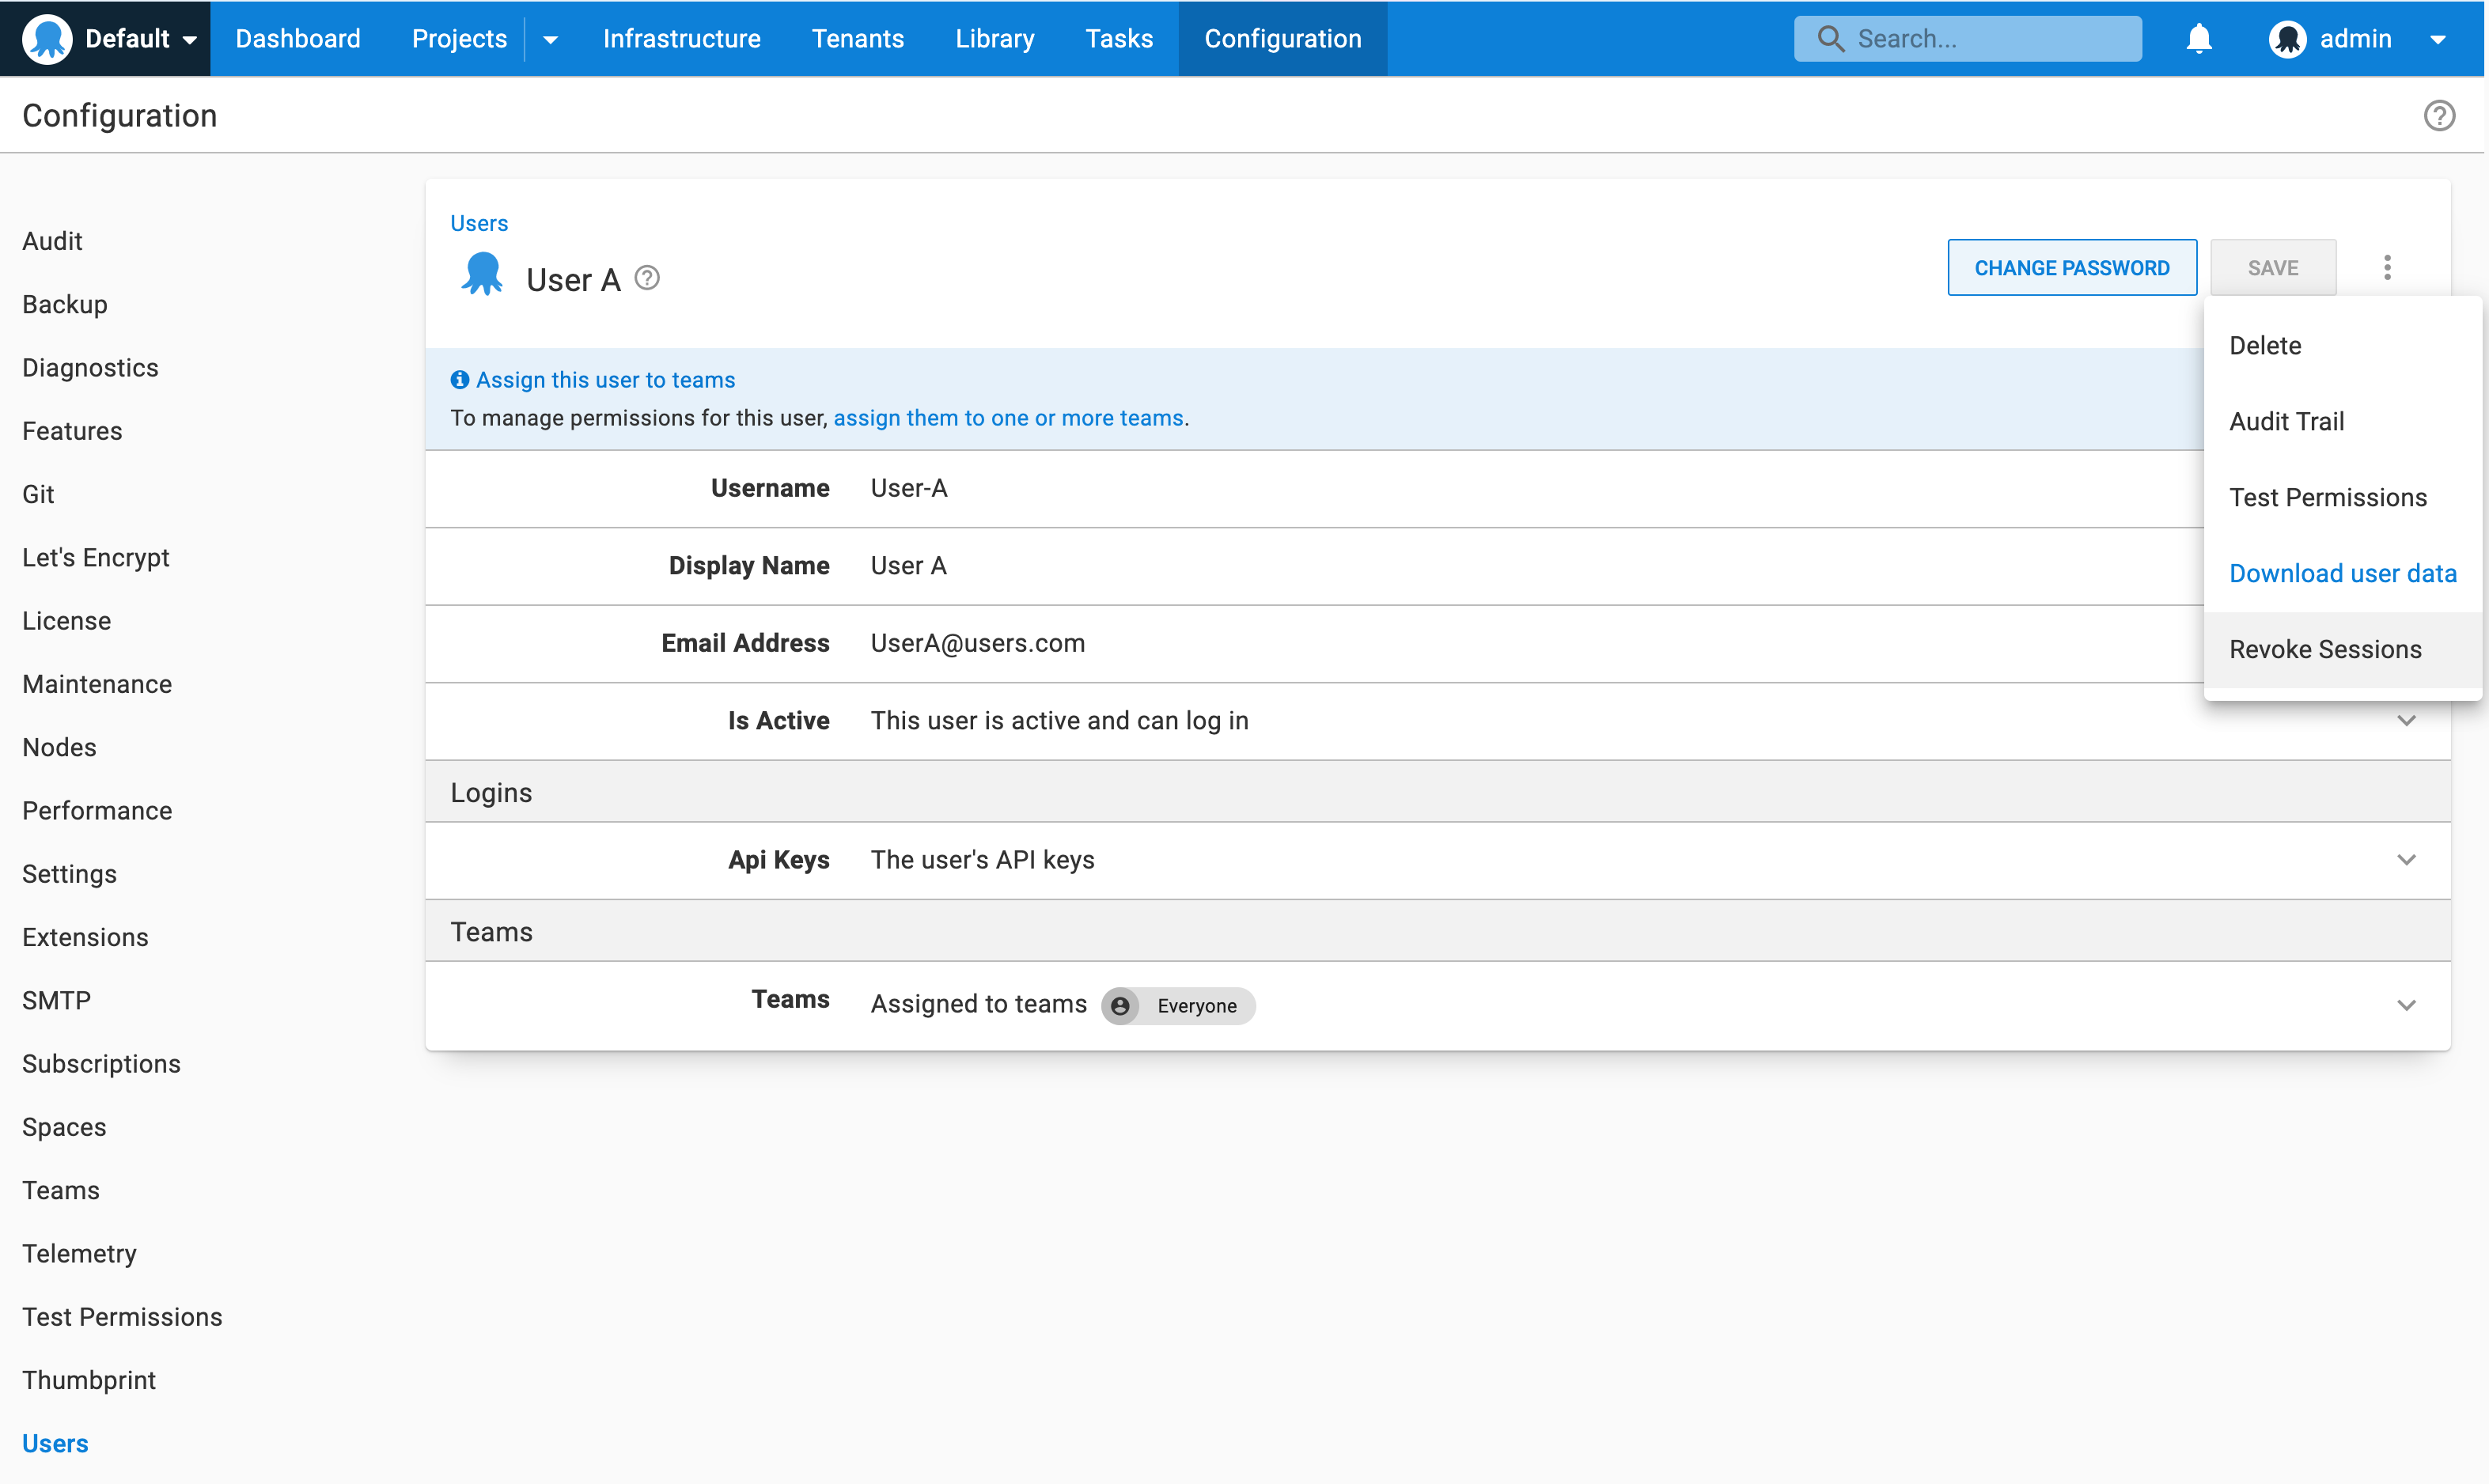 Default Dashboard Projects Infrastructure Tenants Library Tasks Configuration Search... admin
Configuration
Audit
Backup
Diagnostics
Features
Git
Let's Encrypt
License
Maintenance
Nodes
Performance
Settings
Extensions
SMTP
Subscriptions
Spaces
Teams
Telemetry
Test Permissions
Thumbprint
Users
Users
User A
CHANGE PASSWORD SAVE
Delete
Audit Trail
Test Permissions
Download user data
Revoke Sessions
Assign this user to teams
To manage permissions for this user, assign them to one or more teams.
Username User-A
Display Name User A
Email Address UserA@users.com
Is Active This user is active and can log in
Logins
Api Keys The user's API keys
Teams
Teams Assigned to teams Everyone